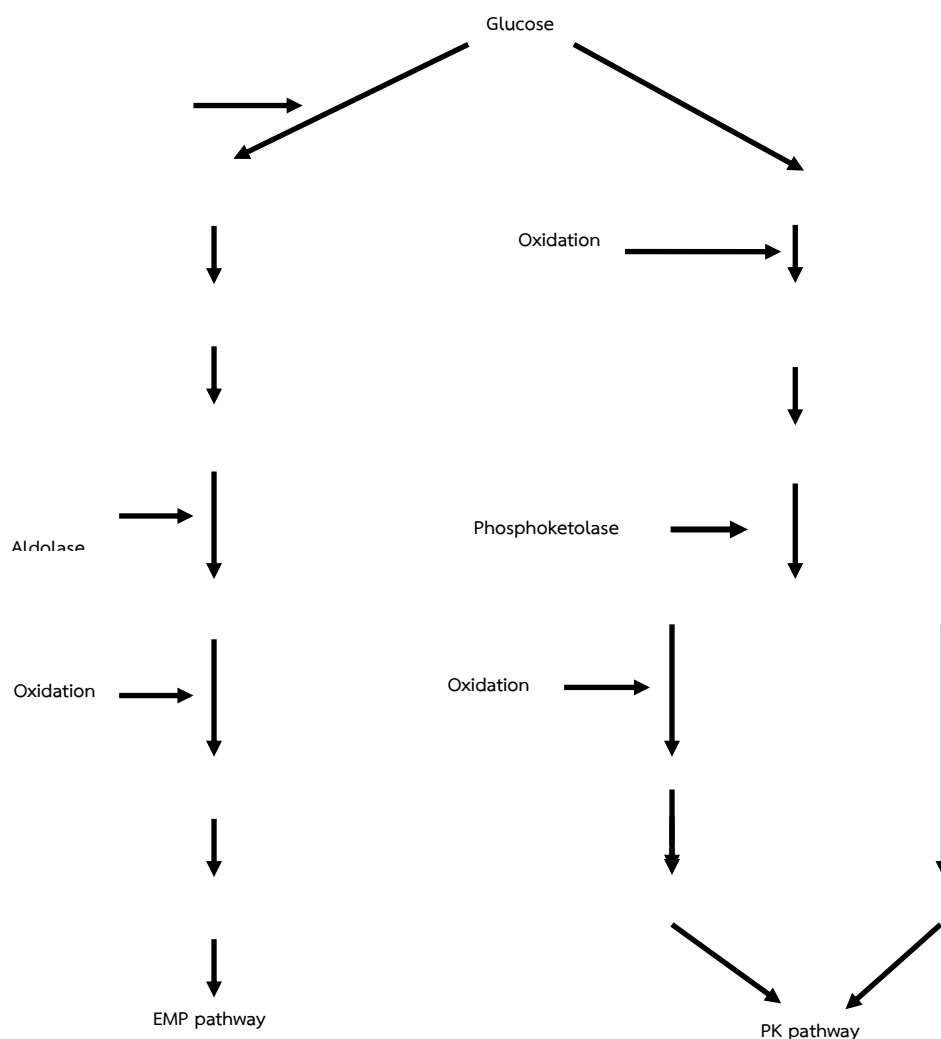 Glucose
Oxidation
Phosphoketolase
Aldolase
Oxidation
Oxidation
EMP pathway
PK pathway